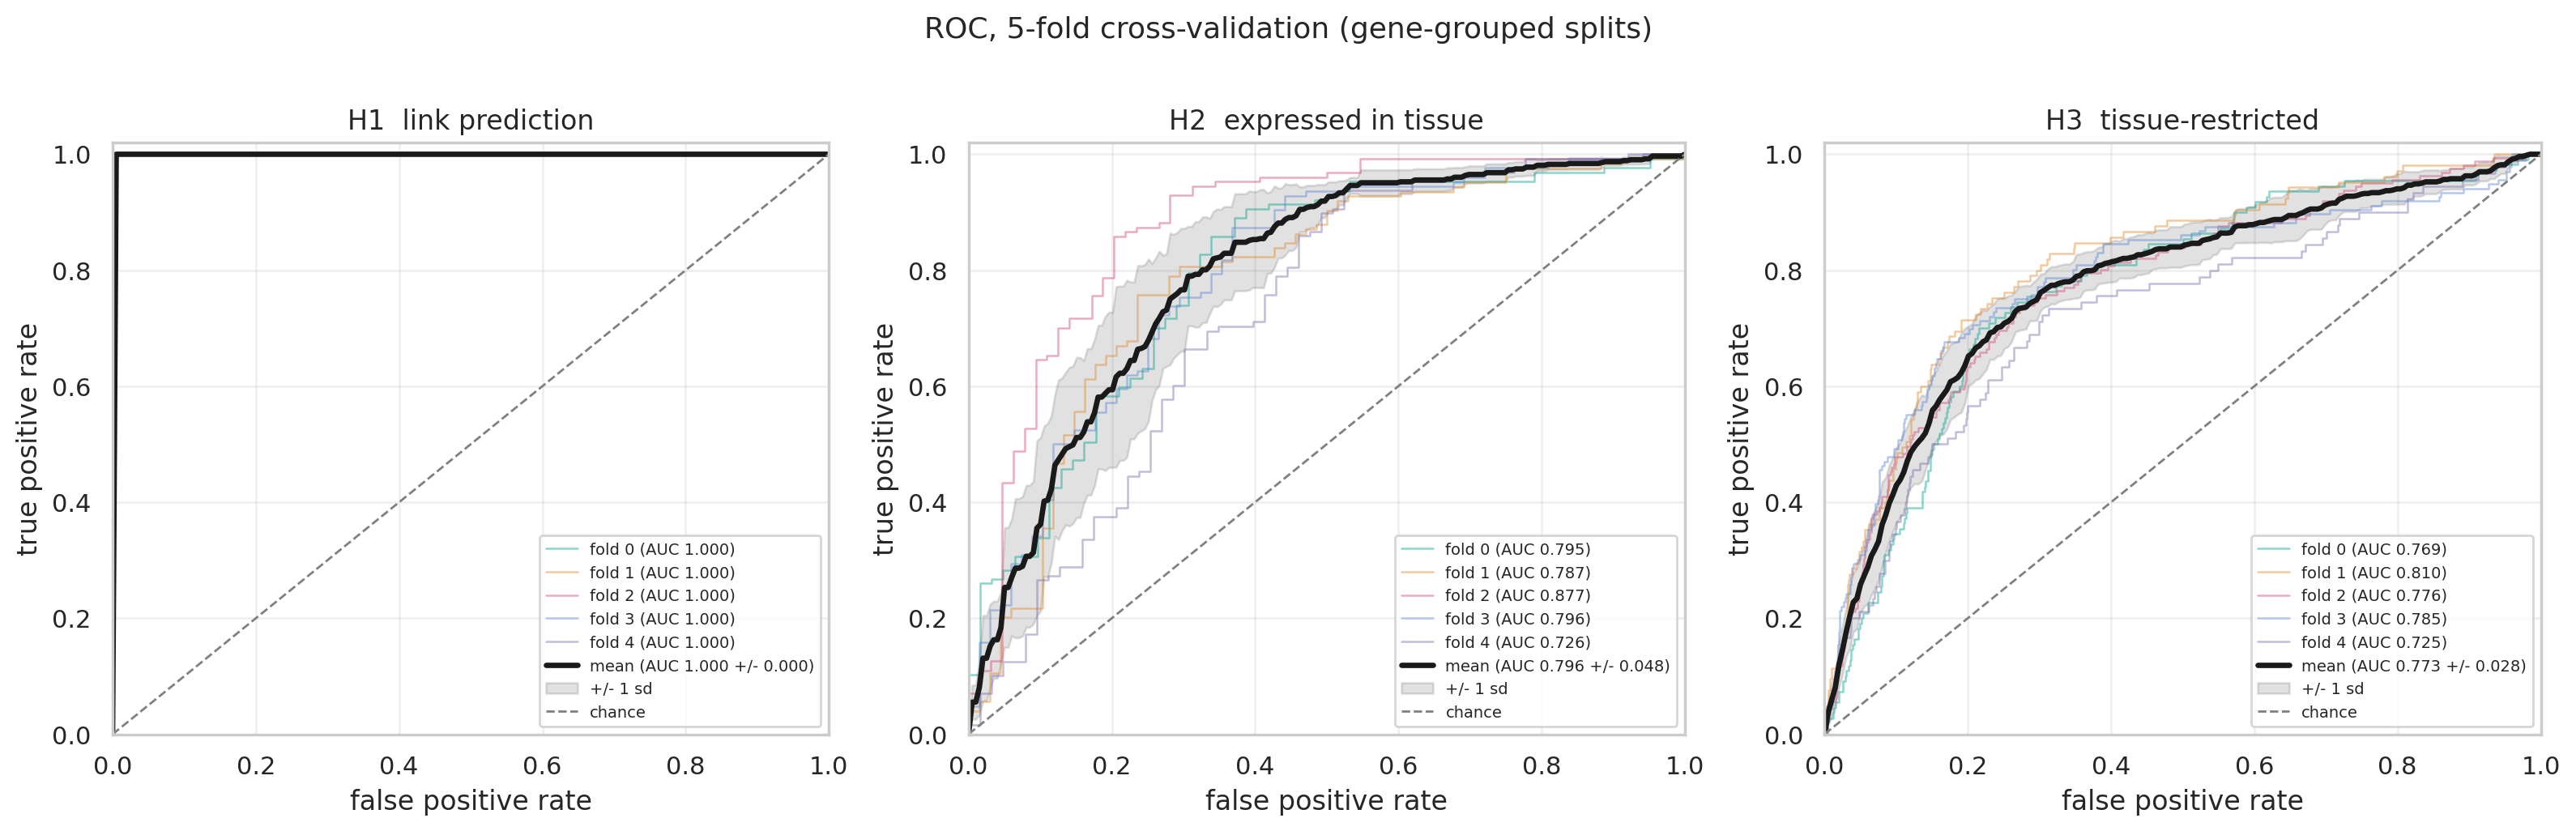 ROC, 5-fold cross-validation (gene-grouped splits)
H1  link prediction
true positive rate
1.0
0.8
0.6
0.4
0.2
0.0
0.0
0.2
0.4
0.6
0.8
1.0
false positive rate
fold 0 (AUC 1.000)
fold 1 (AUC 1.000)
fold 2 (AUC 1.000)
fold 3 (AUC 1.000)
fold 4 (AUC 1.000)
mean (AUC 1.000 +/- 0.000)
+/- 1 sd
chance
H2  expressed in tissue
true positive rate
1.0
0.8
0.6
0.4
0.2
0.0
0.0
0.2
0.4
0.6
0.8
1.0
false positive rate
fold 0 (AUC 0.795)
fold 1 (AUC 0.787)
fold 2 (AUC 0.877)
fold 3 (AUC 0.796)
fold 4 (AUC 0.726)
mean (AUC 0.796 +/- 0.048)
+/- 1 sd
chance
H3  tissue-restricted
true positive rate
1.0
0.8
0.6
0.4
0.2
0.0
0.0
0.2
0.4
0.6
0.8
1.0
false positive rate
fold 0 (AUC 0.769)
fold 1 (AUC 0.810)
fold 2 (AUC 0.776)
fold 3 (AUC 0.785)
fold 4 (AUC 0.725)
mean (AUC 0.773 +/- 0.028)
+/- 1 sd
chance